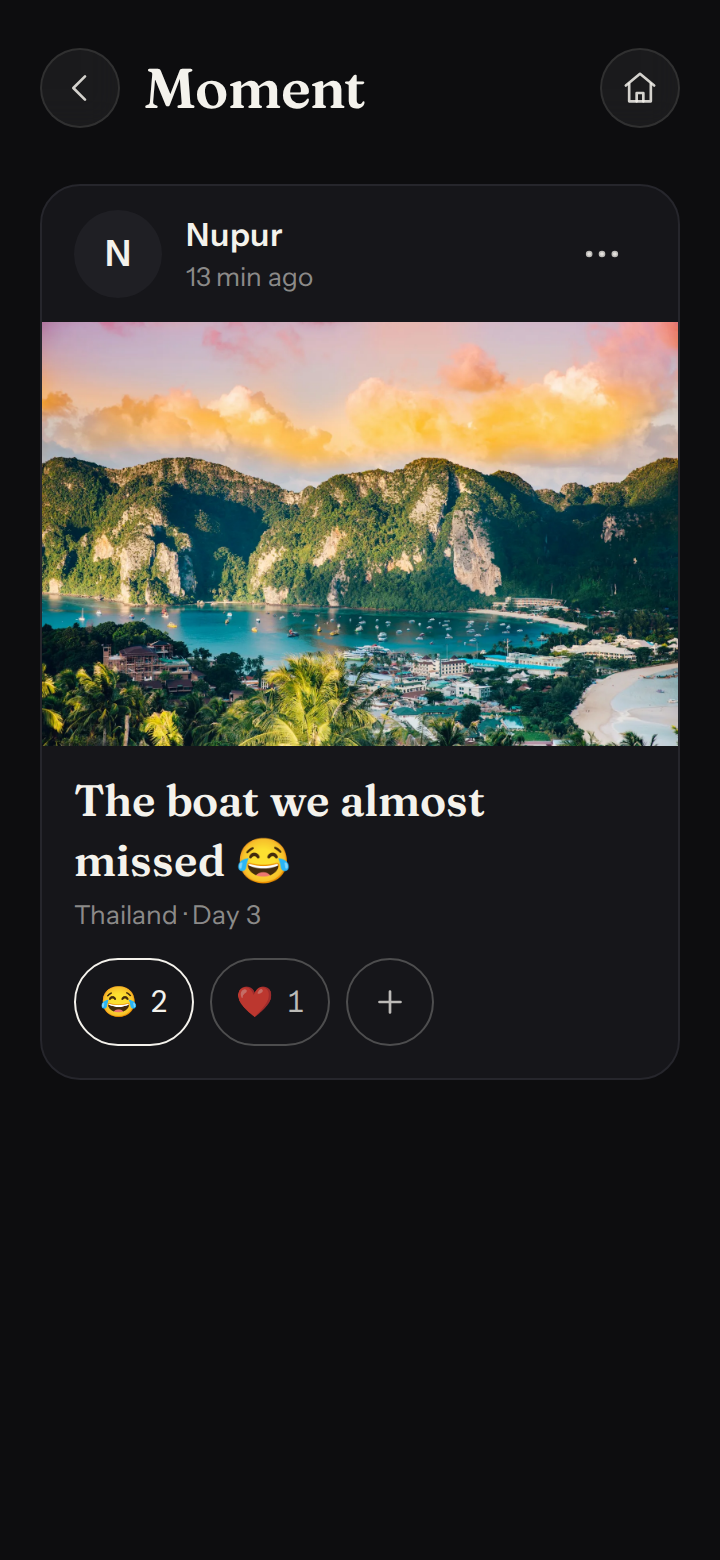 Moment
N
Nupur
13 min ago
The boat we almost
missed 😂
Thailand · Day 3
😂 2
❤️ 1